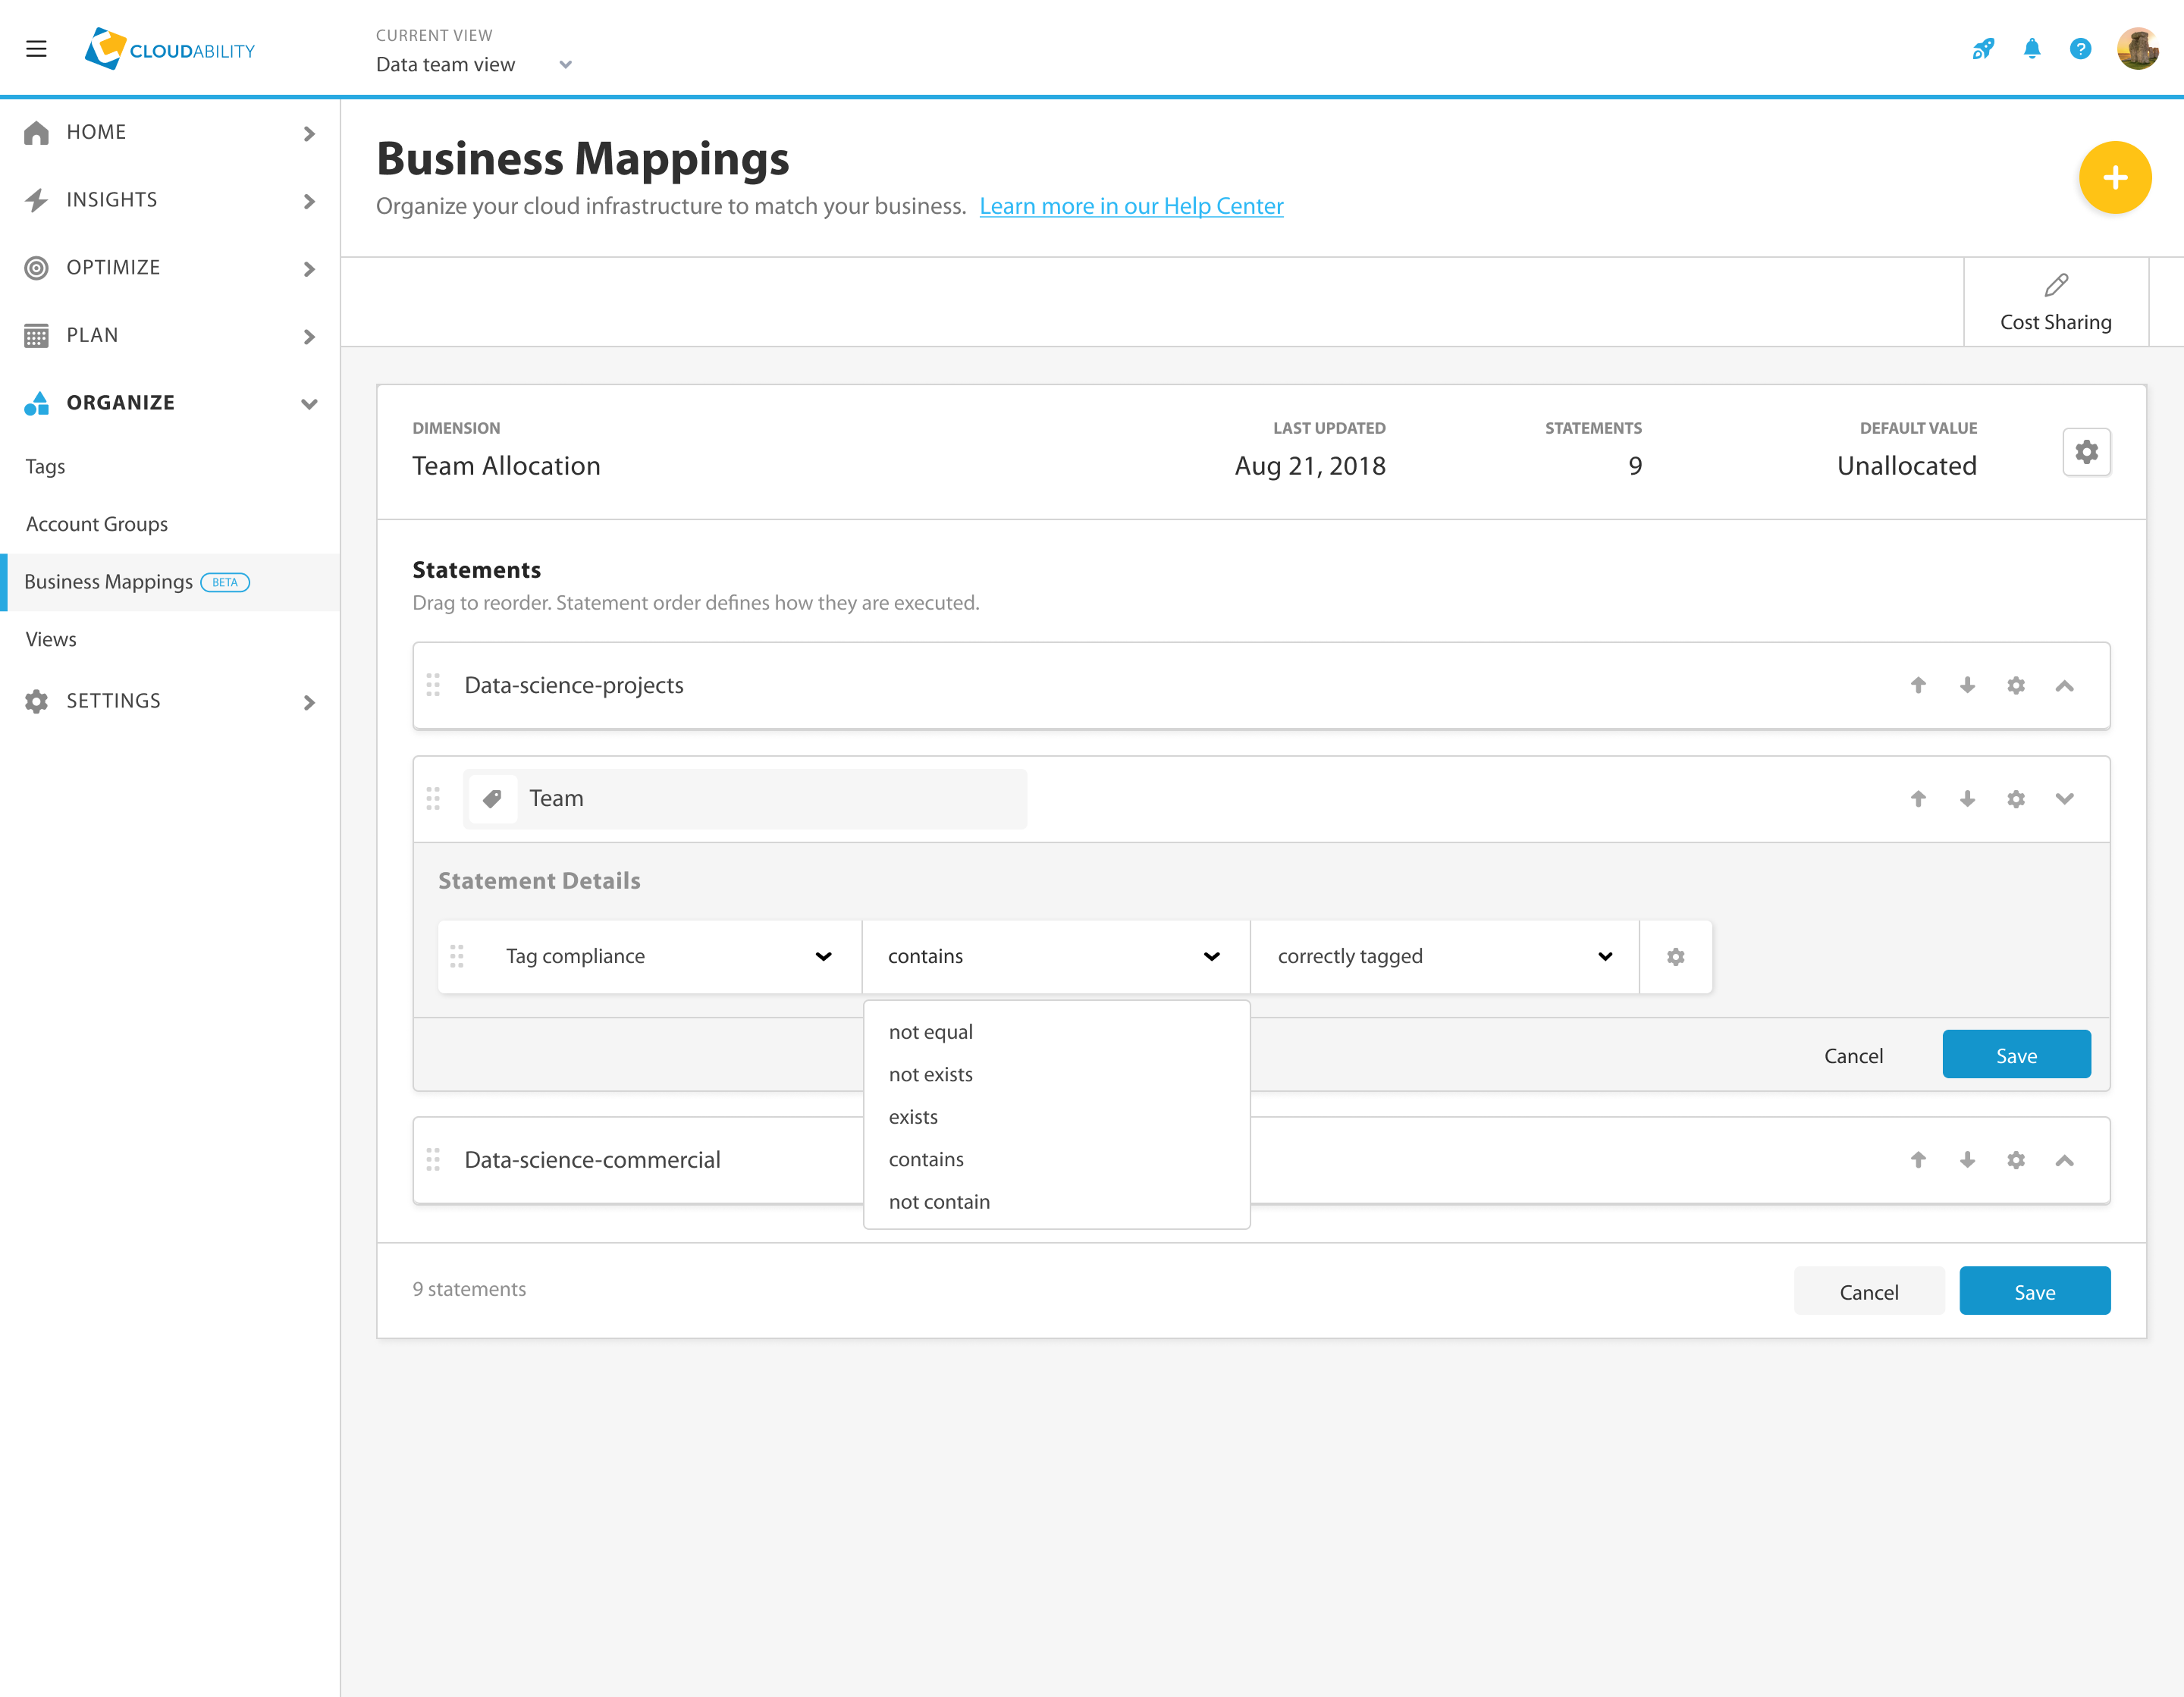 CLOUDABILITY
CURRENT VIEW
Data team view
?
HOME
INSIGHTS
OPTIMIZE
PLAN
ORGANIZE
Tags
Account Groups
Business Mappings BETA
Views
SETTINGS
Business Mappings
Organize your cloud infrastructure to match your business. Learn more in our Help Center
Cost Sharing
DIMENSION
Team Allocation
LAST UPDATED
Aug 21, 2018
STATEMENTS
9
DEFAULT VALUE
Unallocated
Statements
Drag to reorder. Statement order defines how they are executed.
Data-science-projects
Team
Statement Details
Tag compliance
contains
correctly tagged
not equal
not exists
exists
contains
not contain
Cancel
Save
Data-science-commercial
9 statements
Cancel
Save